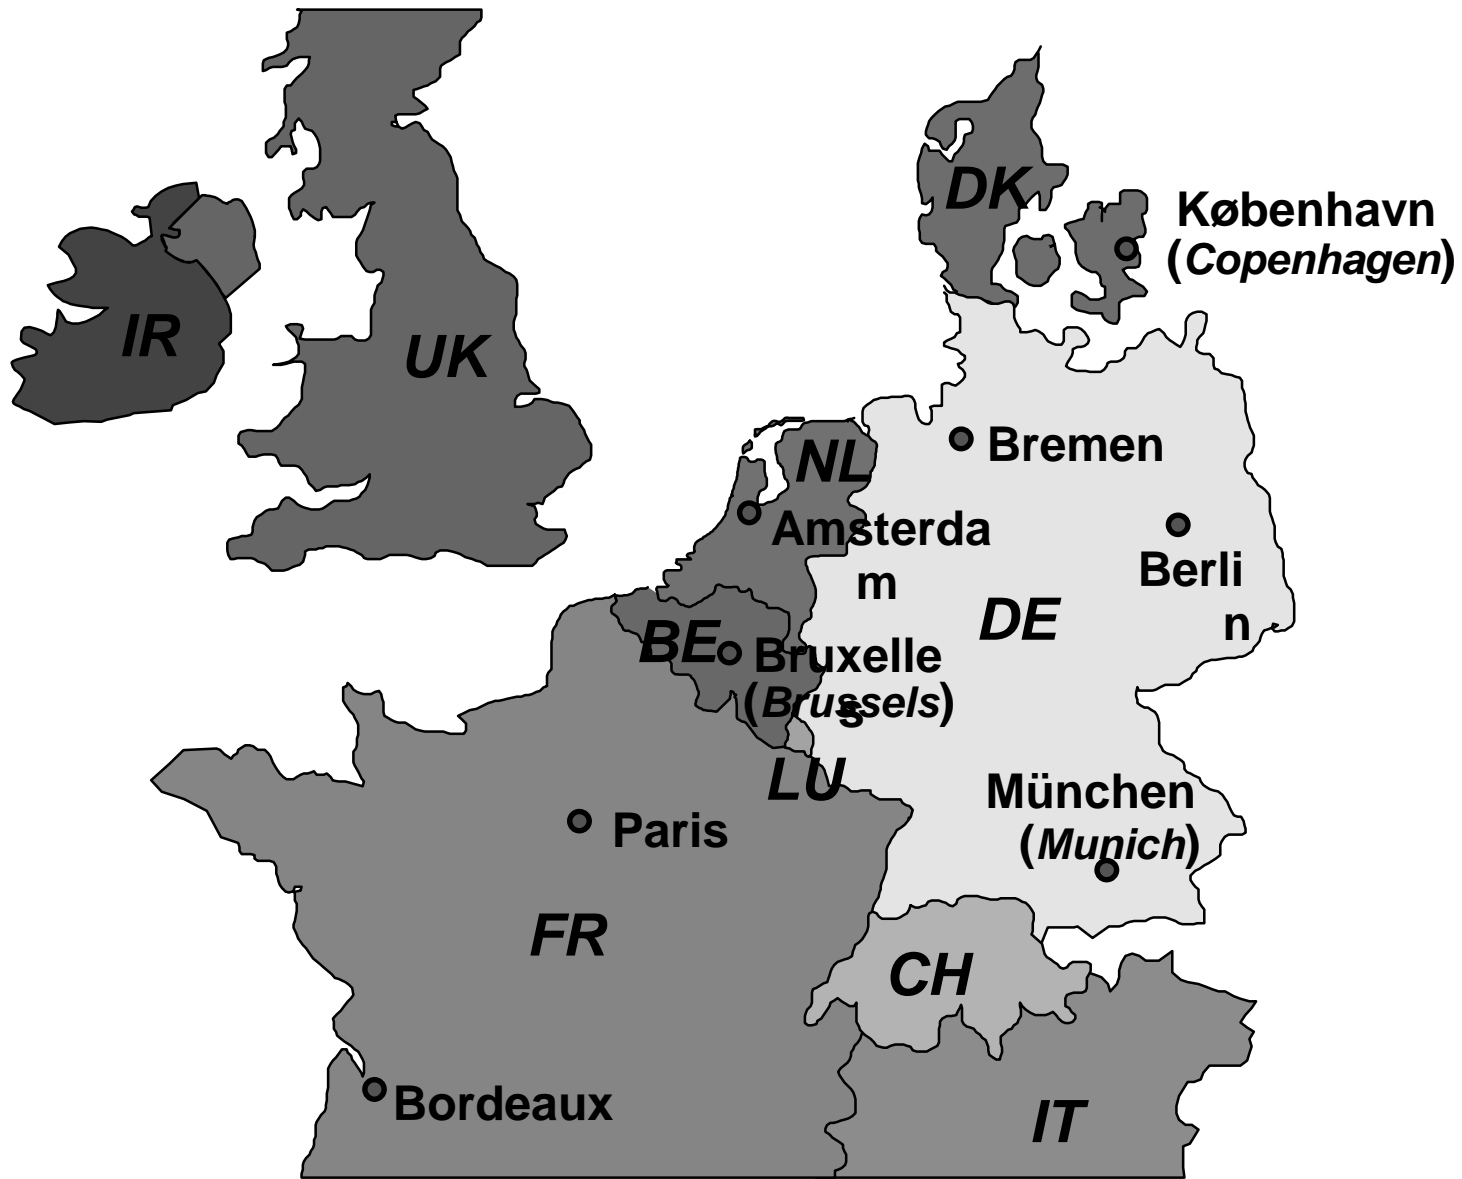 DK
København
(Copenhagen)
IR
UK
NL
Bremen
Amsterda
m
Berli
n
DE
BE
Bruxelle
s
(Brussels)
LU
München
(Munich)
Paris
FR
CH
Bordeaux
IT